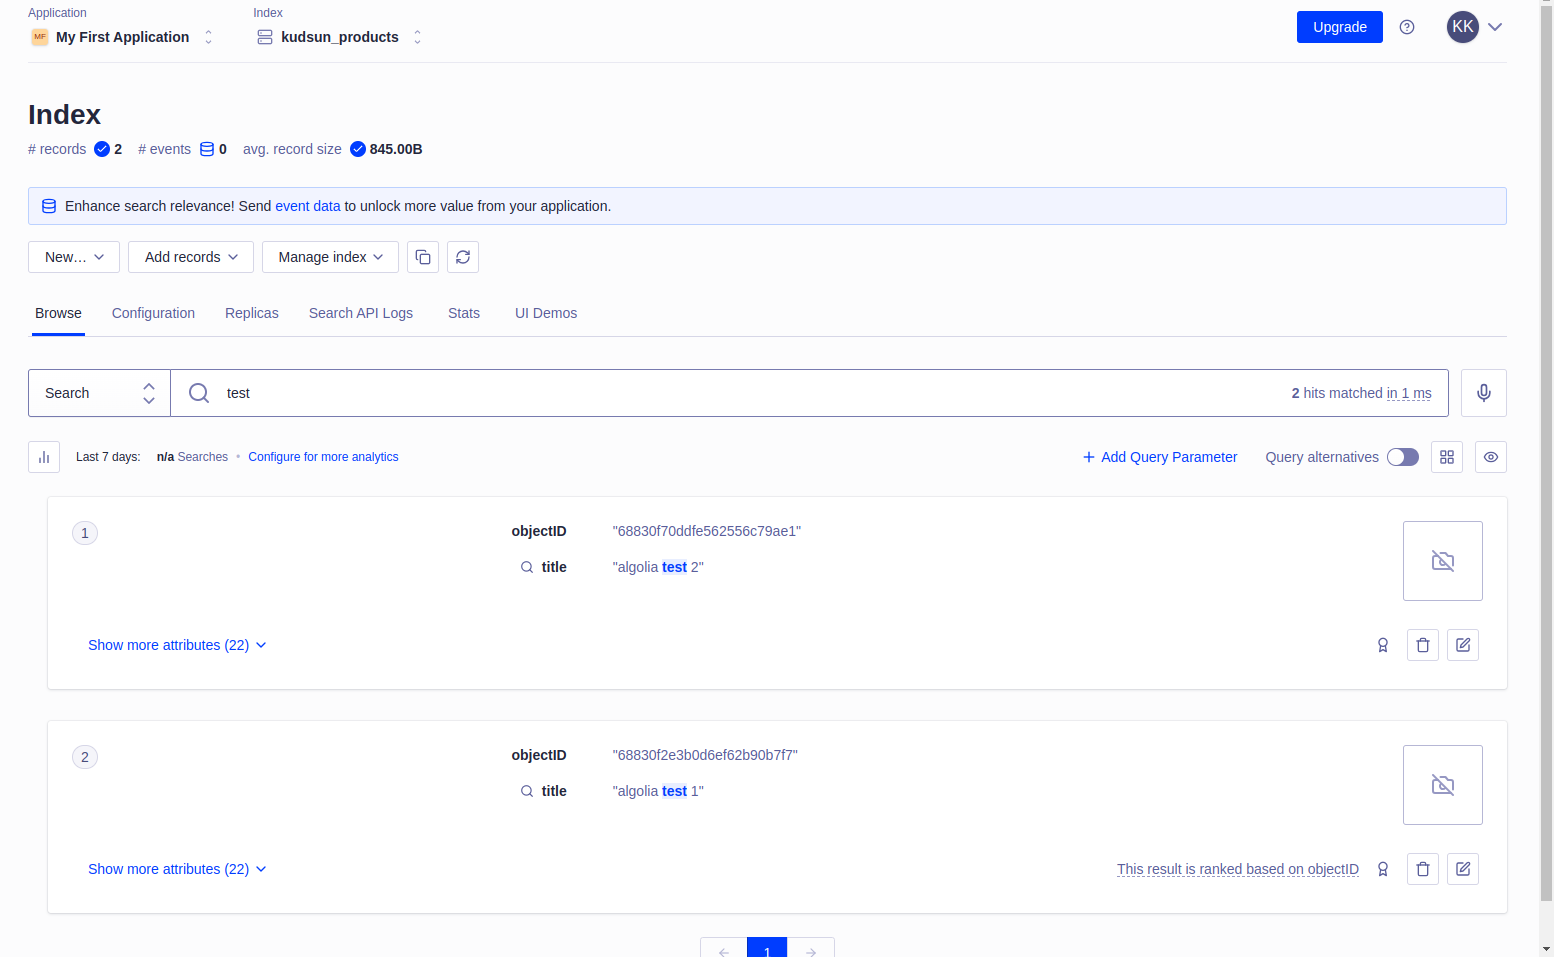 Application
Index
MF My First Application
kudsun_products
Upgrade
KK
Index
# records 2 # events 0 avg. record size 845.00B
Enhance search relevance! Send event data to unlock more value from your application.
New... Add records Manage index
Browse Configuration Replicas Search API Logs Stats UI Demos
Search test 2 hits matched in 1 ms
Last 7 days: n/a Searches • Configure for more analytics + Add Query Parameter Query alternatives
1 objectID "68830f70ddfe562556c79ae1"
title "algolia test 2"
Show more attributes (22)
2 objectID "68830f2e3b0d6ef62b90b7f7"
title "algolia test 1"
Show more attributes (22) This result is ranked based on objectID
1